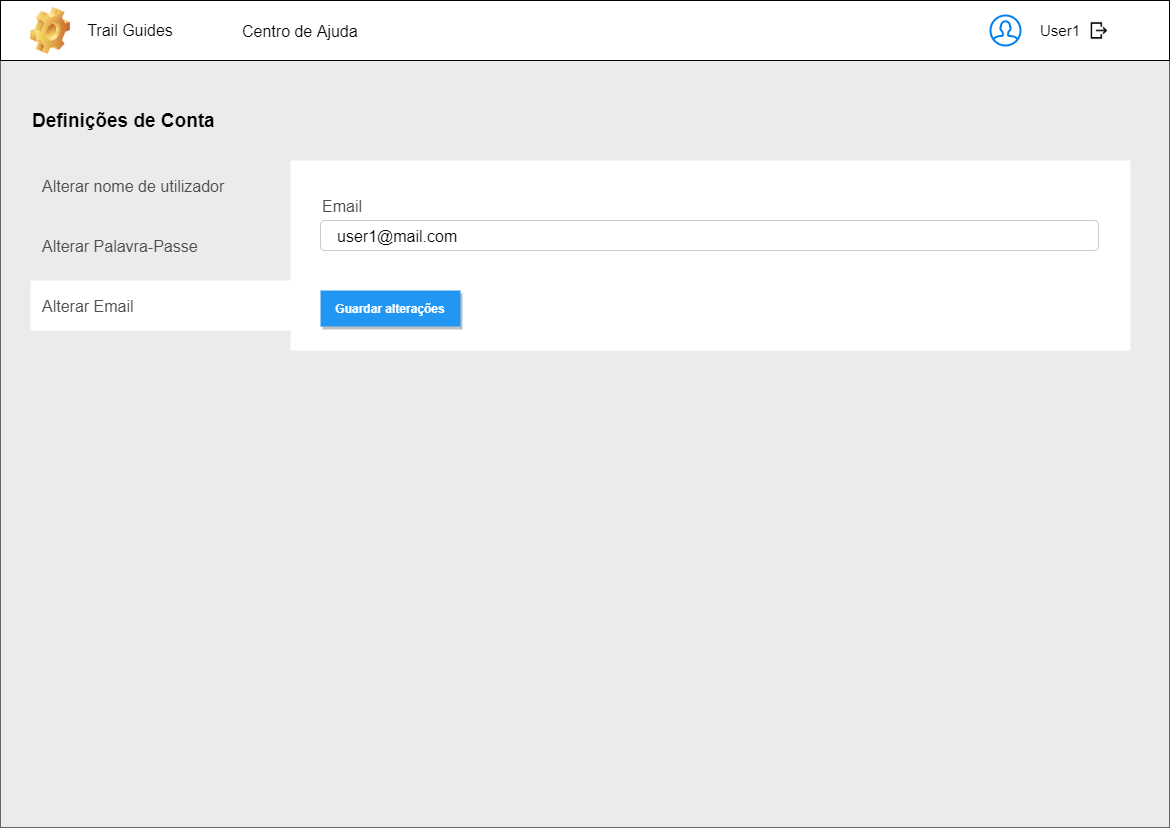 Trail Guides
Centro de Ajuda
User1
Definições de Conta
Alterar nome de utilizador
Alterar Palavra-Passe
Alterar Email
Email
user1@mail.com
Guardar alterações